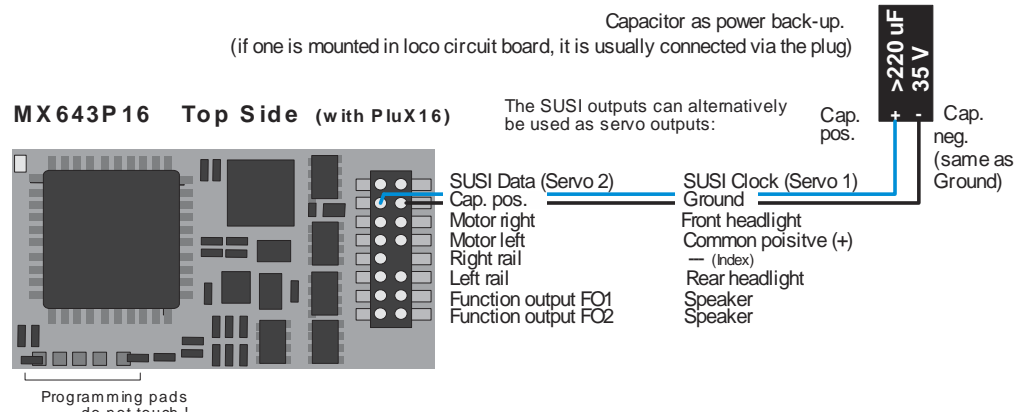 Capacitor as power back-up.
(if one is mounted in loco circuit board, it is usually connected via the plug)
>220 uF
35 V
+ -
MX643P16 Top Side (with PluX16)
The SUSI outputs can alternatively
be used as servo outputs:
Cap.
pos.
Cap.
neg.
(same as
Ground)
SUSI Data (Servo 2) SUSI Clock (Servo 1)
Cap. pos. Ground
Motor right Front headlight
Motor left Common poisitve (+)
Right rail --- (Index)
Left rail Rear headlight
Function output FO1 Speaker
Function output FO2 Speaker
Programming pads
do not touch !